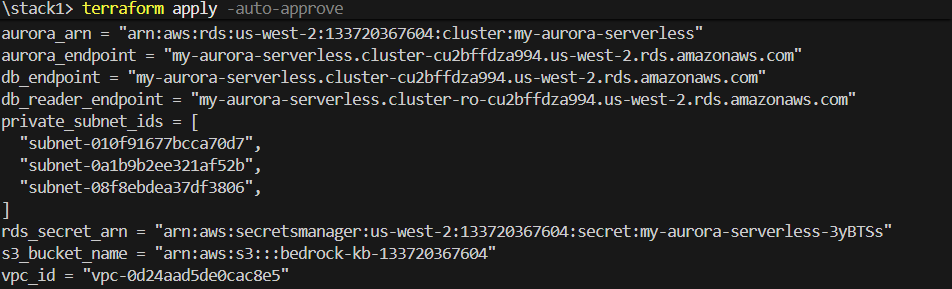 \stack1> terraform apply -auto-approve
aurora_arn = "arn:aws:rds:us-west-2:133720367604:cluster:my-aurora-serverless"
aurora_endpoint = "my-aurora-serverless.cluster-cu2bffdza994.us-west-2.rds.amazonaws.com"
db_endpoint = "my-aurora-serverless.cluster-cu2bffdza994.us-west-2.rds.amazonaws.com"
db_reader_endpoint = "my-aurora-serverless.cluster-ro-cu2bffdza994.us-west-2.rds.amazonaws.com"
private_subnet_ids = [
  "subnet-010f91677bcca70d7",
  "subnet-0a1b9b2ee321af52b",
  "subnet-08f8ebdea37df3806",
]
rds_secret_arn = "arn:aws:secretsmanager:us-west-2:133720367604:secret:my-aurora-serverless-3yBTSs"
s3_bucket_name = "arn:aws:s3:::bedrock-kb-133720367604"
vpc_id = "vpc-0d24aad5de0cac8e5"